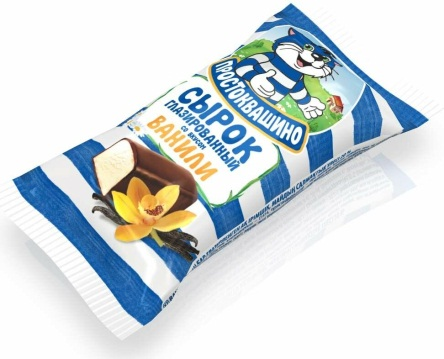 ПРОСТОКВАШИНО
СЫРОК
ГЛАЗИРОВАННЫЙ
СО ВКУСОМ
ВАНИЛИ